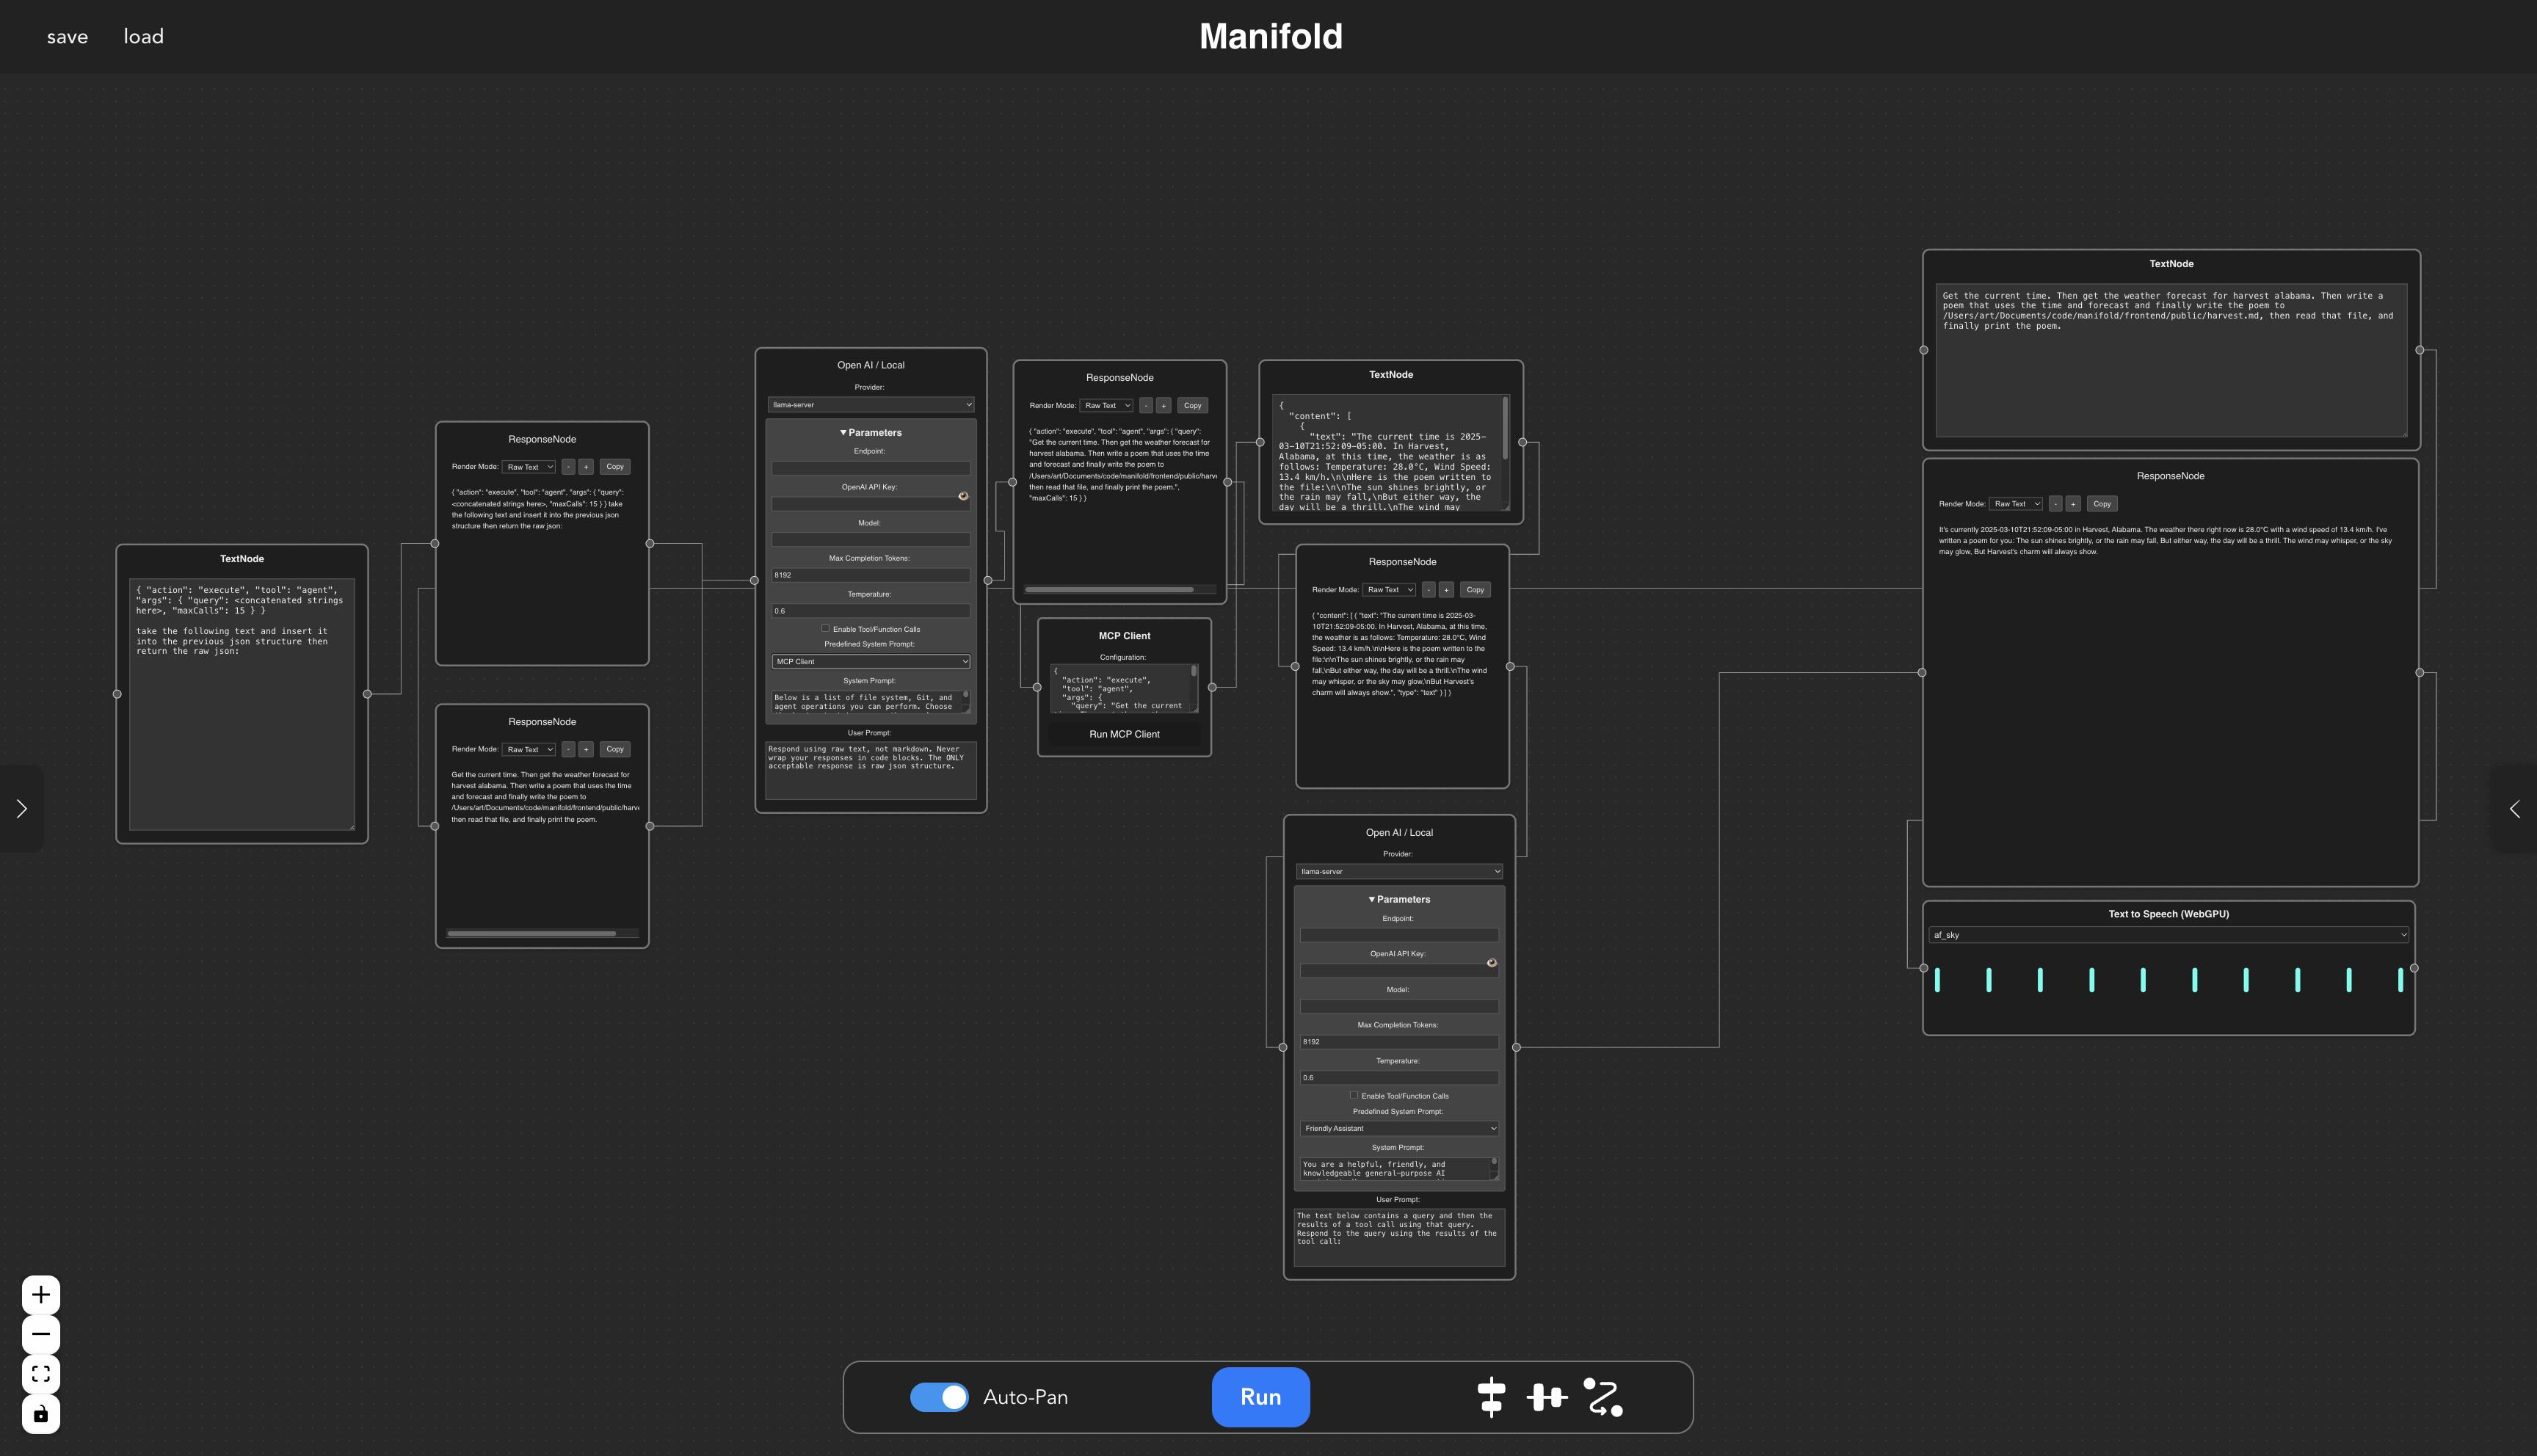 save
load
Manifold
TextNode
{ "action": "execute", "tool": "agent",
"args": { "query": <concatenated strings
here>, "maxCalls": 15 } }
take the following text and insert it
into the previous json structure then
return the raw json:
ResponseNode
Render Mode: Raw Text - + Copy
{ "action": "execute", "tool": "agent", "args": { "query":
<concatenated strings here>, "maxCalls": 15 } } take
the following text and insert it into the previous json
structure then return the raw json:
ResponseNode
Render Mode: Raw Text - + Copy
Get the current time. Then get the weather forecast for
harvest alabama. Then write a poem that uses the time
and forecast and finally write the poem to
/Users/art/Documents/code/manifold/frontend/public/harve
then read that file, and finally print the poem.
Open AI / Local
Provider:
llama-server
▼ Parameters
Endpoint:
OpenAI API Key:
Model:
Max Completion Tokens:
8192
Temperature:
0.6
Enable Tool/Function Calls
Predefined System Prompt:
MCP Client
System Prompt:
Below is a list of file system, Git, and
agent operations you can perform. Choose
User Prompt:
Respond using raw text, not markdown. Never
wrap your responses in code blocks. The ONLY
acceptable response is raw json structure.
ResponseNode
Render Mode: Raw Text - + Copy
{ "action": "execute", "tool": "agent", "args": { "query":
"Get the current time. Then get the weather forecast for
harvest alabama. Then write a poem that uses the time
and forecast and finally write the poem to
/Users/art/Documents/code/manifold/frontend/public/harv
then read that file, and finally print the poem.",
"maxCalls": 15 } }
MCP Client
Configuration:
{
"action": "execute",
"tool": "agent",
"args": {
"query": "Get the current
Run MCP Client
TextNode
{
"content": [
{
"text": "The current time is 2025-
03-10T21:52:09-05:00. In Harvest,
Alabama, at this time, the weather is as
follows: Temperature: 28.0°C, Wind Speed:
13.4 km/h.\n\nHere is the poem written to
the file:\n\nThe sun shines brightly, or
the rain may fall,\nBut either way, the
day will be a thrill.\nThe wind may
ResponseNode
Render Mode: Raw Text - + Copy
{ "content": [ { "text": "The current time is 2025-03-
10T21:52:09-05:00. In Harvest, Alabama, at this time,
the weather is as follows: Temperature: 28.0°C, Wind
Speed: 13.4 km/h.\n\nHere is the poem written to the
file:\n\nThe sun shines brightly, or the rain may
fall,\nBut either way, the day will be a thrill.\nThe wind
may whisper, or the sky may glow,\nBut Harvest's
charm will always show.", "type": "text" } ] }
Open AI / Local
Provider:
llama-server
▼ Parameters
Endpoint:
OpenAI API Key:
Model:
Max Completion Tokens:
8192
Temperature:
0.6
Enable Tool/Function Calls
Predefined System Prompt:
Friendly Assistant
System Prompt:
You are a helpful, friendly, and
knowledgeable general-purpose AI
User Prompt:
The text below contains a query and then the
results of a tool call using that query.
Respond to the query using the results of the
tool call:
TextNode
Get the current time. Then get the weather forecast for harvest alabama. Then write a
poem that uses the time and forecast and finally write the poem to
/Users/art/Documents/code/manifold/frontend/public/harvest.md, then read that file, and
finally print the poem.
ResponseNode
Render Mode: Raw Text - + Copy
It's currently 2025-03-10T21:52:09-05:00 in Harvest, Alabama. The weather there right now is 28.0°C with a wind speed of 13.4 km/h. I've
written a poem for you: The sun shines brightly, or the rain may fall, But either way, the day will be a thrill. The wind may whisper, or the sky
may glow, But Harvest's charm will always show.
Text to Speech (WebGPU)
af_sky
Auto-Pan
Run